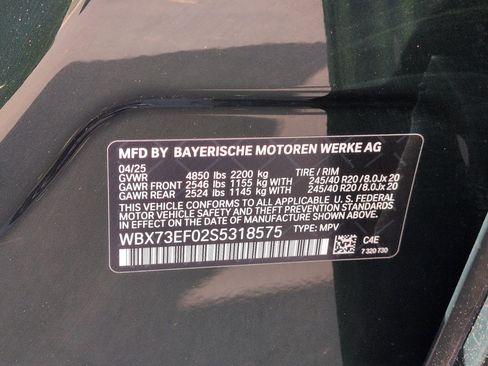 MFD BY BAYERISCHE MOTOREN WERKE AG
04/25
GVWR 4850 lbs 2200 kg TIRE / RIM
GAWR FRONT 2546 lbs 1155 kg WITH 245/40 R20 /8.0Jx 20
GAWR REAR 2524 lbs 1145 kg WITH 245/40 R20 /8.0Jx 20
THIS VEHICLE CONFORMS TO ALL APPLICABLE U.S. FEDERAL
MOTOR VEHICLE SAFETY, BUMPER, AND THEFT PREVENTION STANDARDS
IN EFFECT ON THE DATE OF MANUFACTURE SHOWN ABOVE.
WBX73EF02S5318575 TYPE: MPV C4E
7 320 730